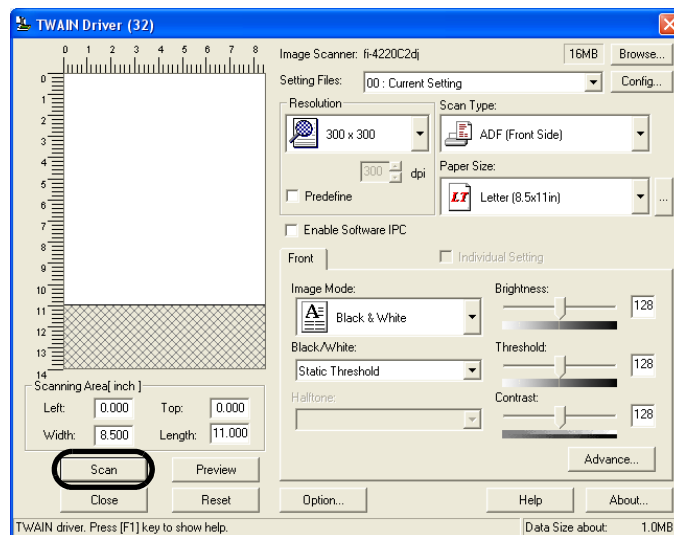 TWAIN Driver (32)
0 1 2 3 4 5 6 7 8
0
1
2
3
4
5
6
7
8
9
10
11
12
13
14
Image Scanner: fi-4220C2dj
16MB
Browse...
Setting Files:
00 : Current Setting
Config...
Resolution
300 x 300
300
dpi
Predefine
Scan Type:
ADF (Front Side)
Paper Size:
LT
Letter (8.5x11in)
...
Enable Software IPC
Front
Individual Setting
Image Mode:
A
Black & White
Black/White:
Static Threshold
Halftone:
Brightness:
128
Threshold:
128
Contrast:
128
Advance...
Scanning Area[ inch ]
Left: 0.000 Top: 0.000
Width: 8.500 Length: 11.000
Scan
Preview
Close
Reset
Option...
Help
About...
TWAIN driver. Press [F1] key to show help.
Data Size about: 1.0MB